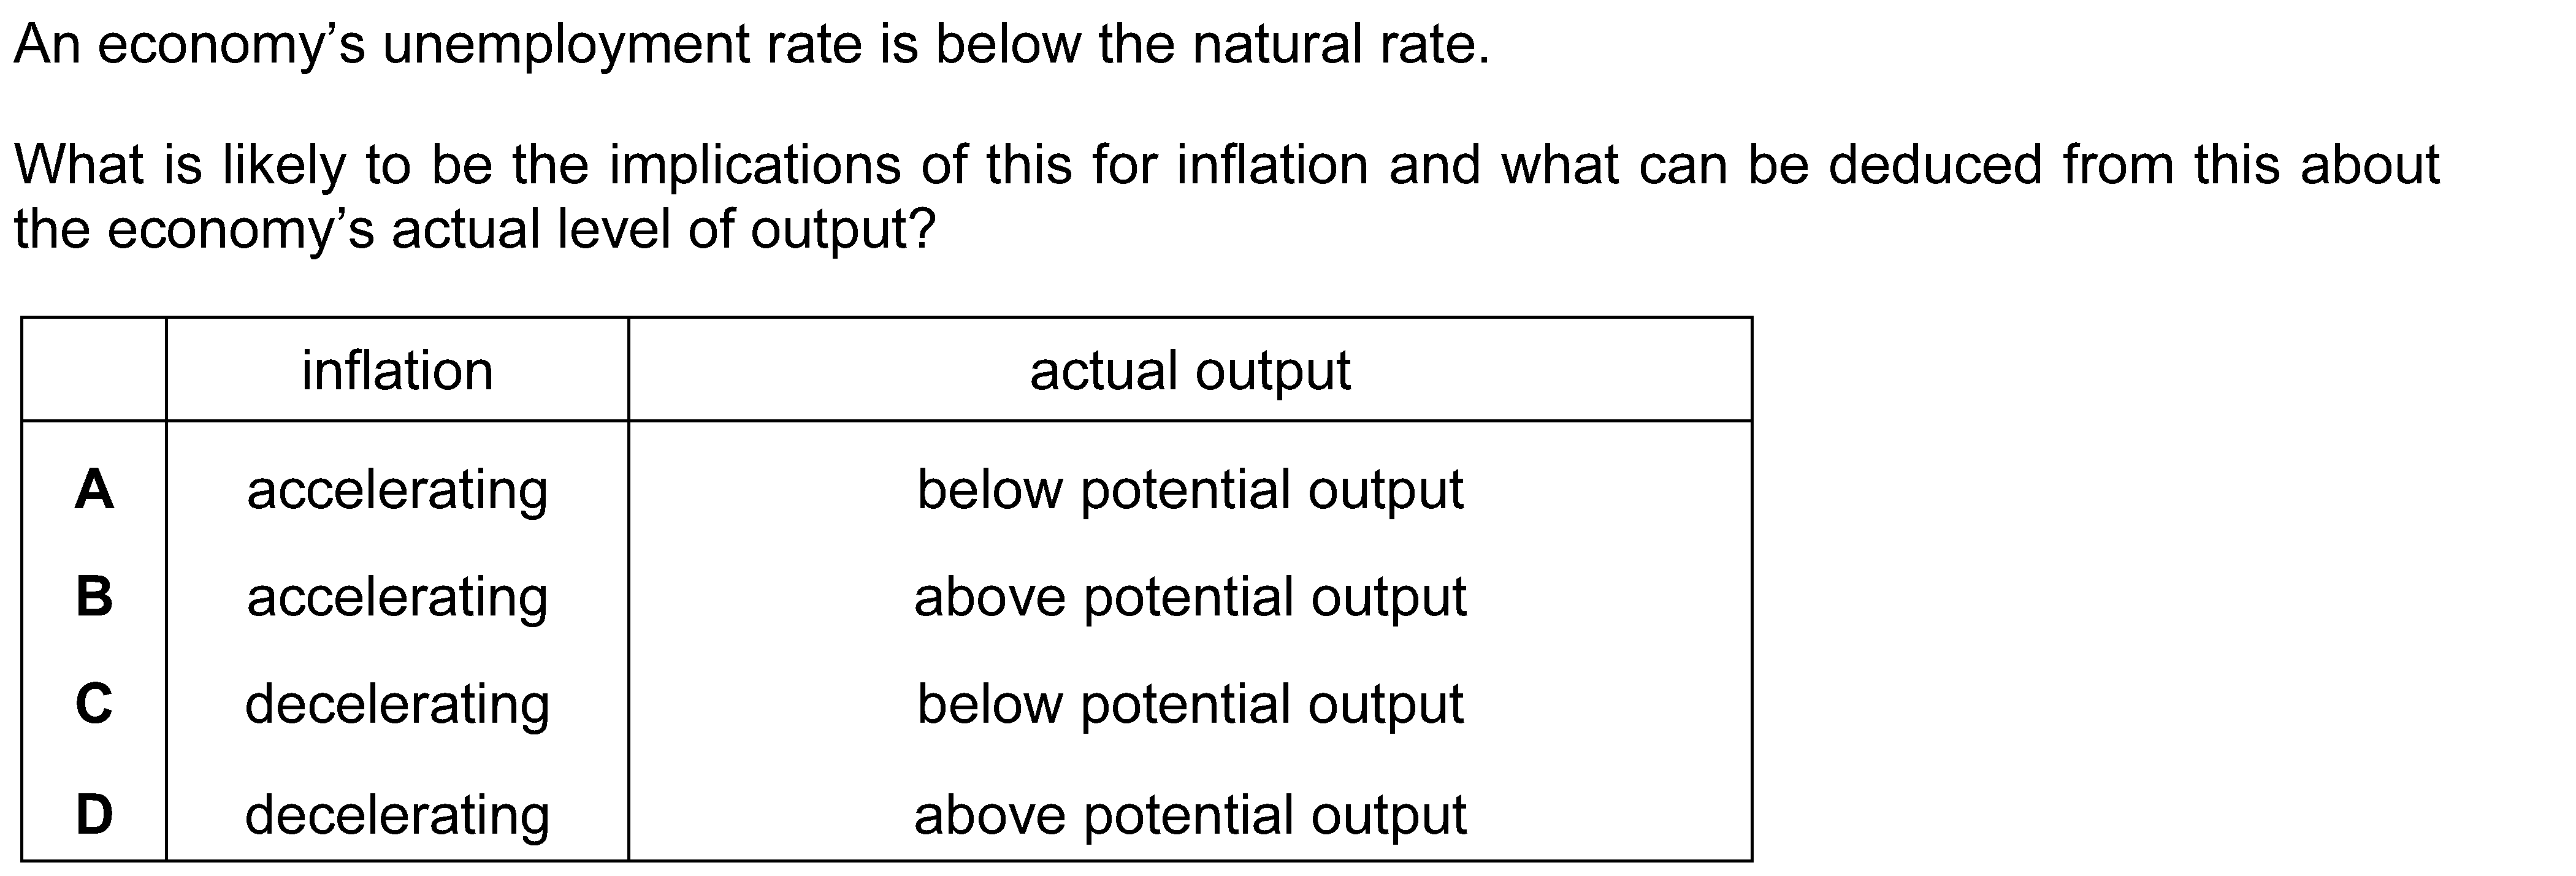 An economy’s unemployment rate is below the natural rate.
What is likely to be the implications of this for inflation and what can be deduced from this about
the economy’s actual level of output?
inflation actual output
A accelerating below potential output
B accelerating above potential output
C decelerating below potential output
D decelerating above potential output